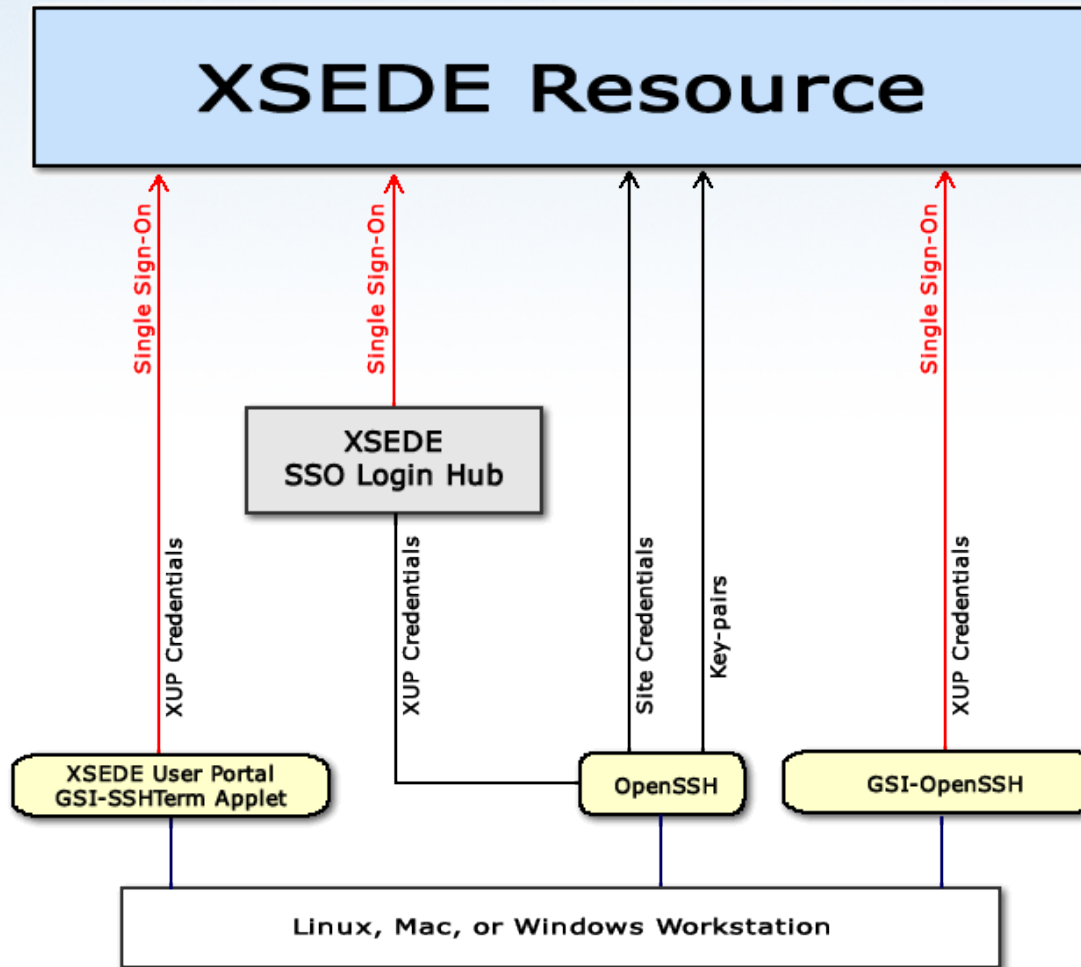 XSEDE Resource
Single Sign-On
Single Sign-On
Single Sign-On
XSEDE
SSO Login Hub
XUP Credentials
XUP Credentials
Site Credentials
Key-pairs
XUP Credentials
XSEDE User Portal
GSI-SSHTerm Applet
OpenSSH
GSI-OpenSSH
Linux, Mac, or Windows Workstation